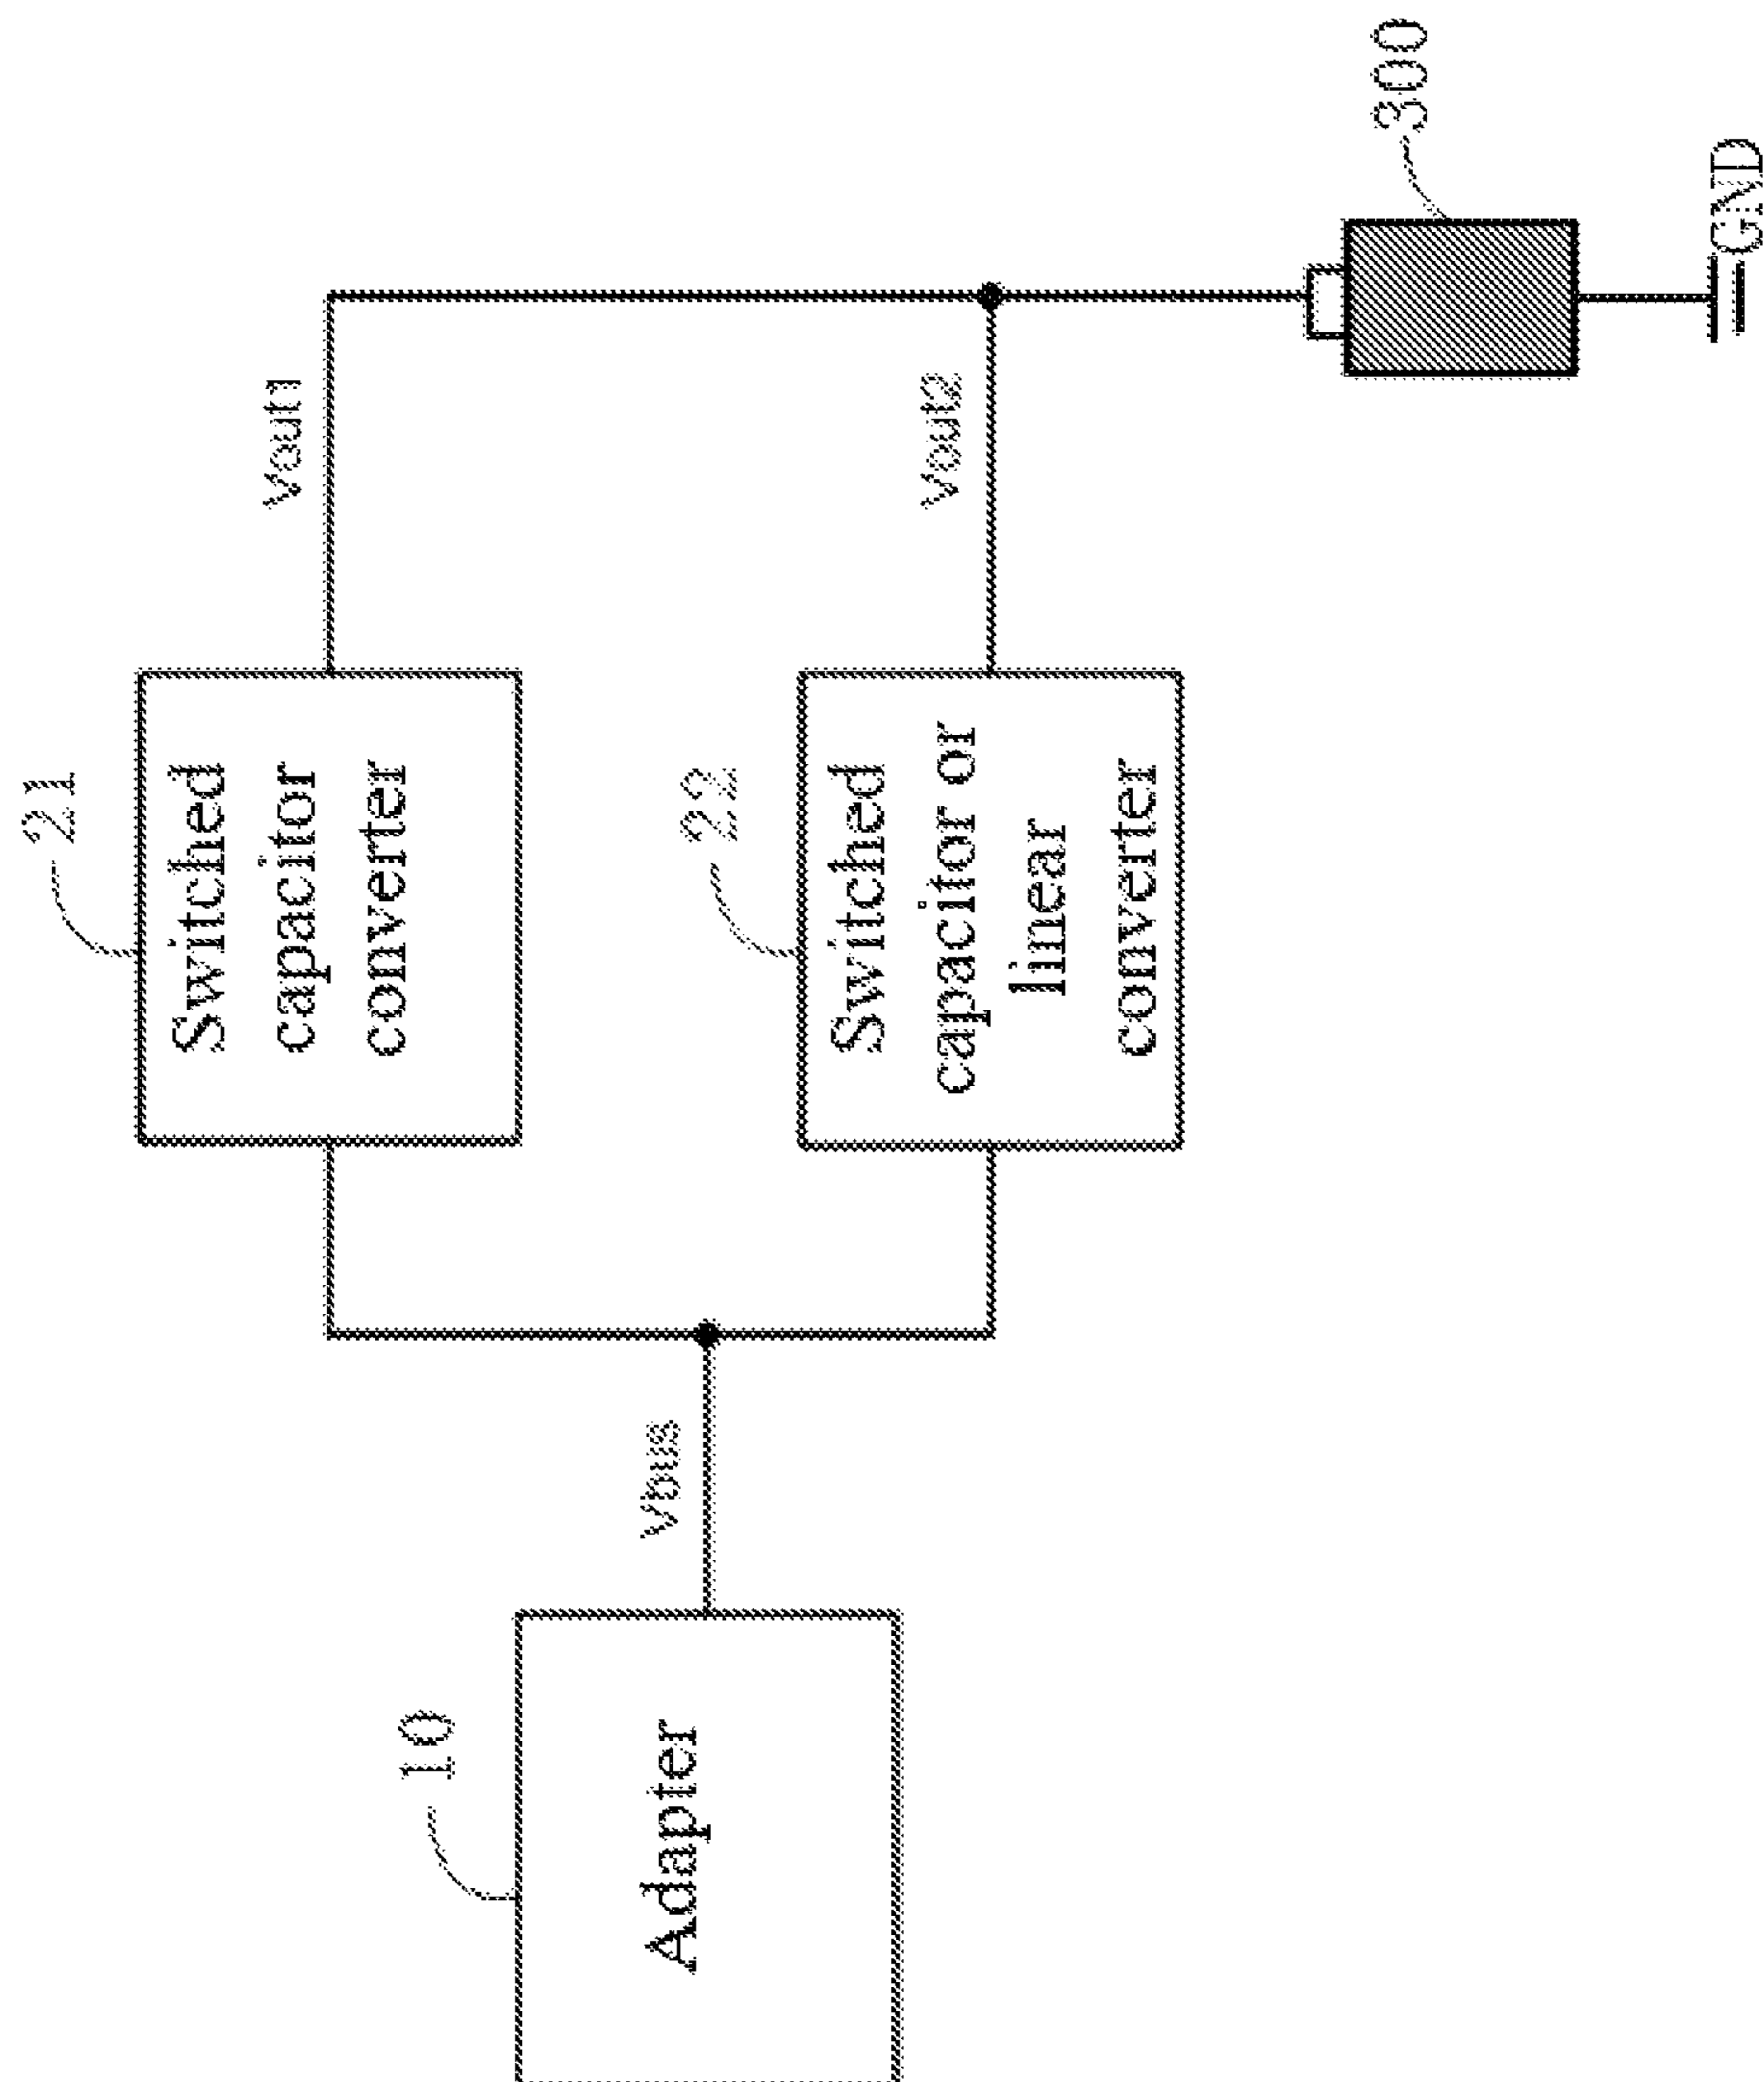 10
Adapter
Vbus
21
Switched
capacitor
converter
22
Switched
capacitor or
linear
converter
Vout1
Vout2
300
GND